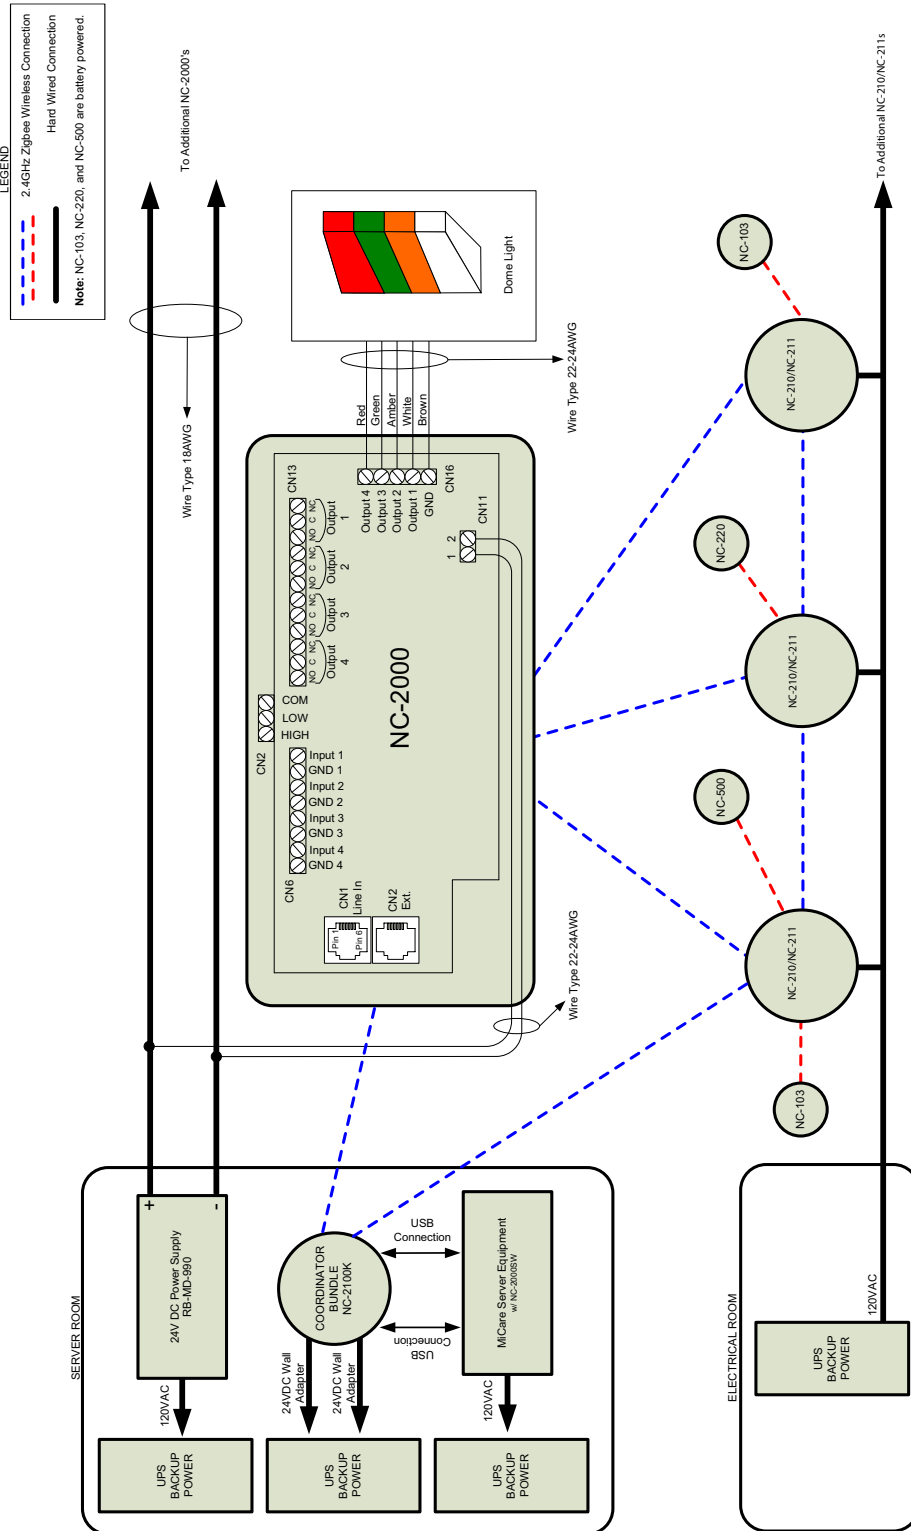 LEGEND
2.4GHz Zigbee Wireless Connection
Hard Wired Connection
Note: NC-103, NC-220, and NC-500 are battery powered.
To Additional NC-2000's
To Additional NC-210/NC-211s
Wire Type 18AWG
Dome Light
Wire Type 22-24AWG
Red
Green
Amber
White
Brown
CN13
NO C NC
Output
1
NO C NC
Output
2
NO C NC
Output
3
NO C NC
Output
4
Output 4
Output 3
Output 2
Output 1
GND
CN16
CN11
1 2
NC-2000
COM
LOW
HIGH
CN2
Input 1
GND 1
Input 2
GND 2
Input 3
GND 3
Input 4
GND 4
CN6
CN1
Line In
Pin 1
Pin 6
CN2
Ext.
Wire Type 22-24AWG
NC-103
NC-210/NC-211
NC-220
NC-210/NC-211
NC-500
NC-210/NC-211
NC-103
SERVER ROOM
+
-
24V DC Power Supply
RB-MD-990
120VAC
UPS
BACKUP
POWER
COORDINATOR
BUNDLE
NC-2100K
24VDC Wall
Adapter
24VDC Wall
Adapter
UPS
BACKUP
POWER
USB
Connection
USB
Connection
MiCare Server Equipment
w/ NC-2000SW
120VAC
UPS
BACKUP
POWER
ELECTRICAL ROOM
120VAC
UPS
BACKUP
POWER